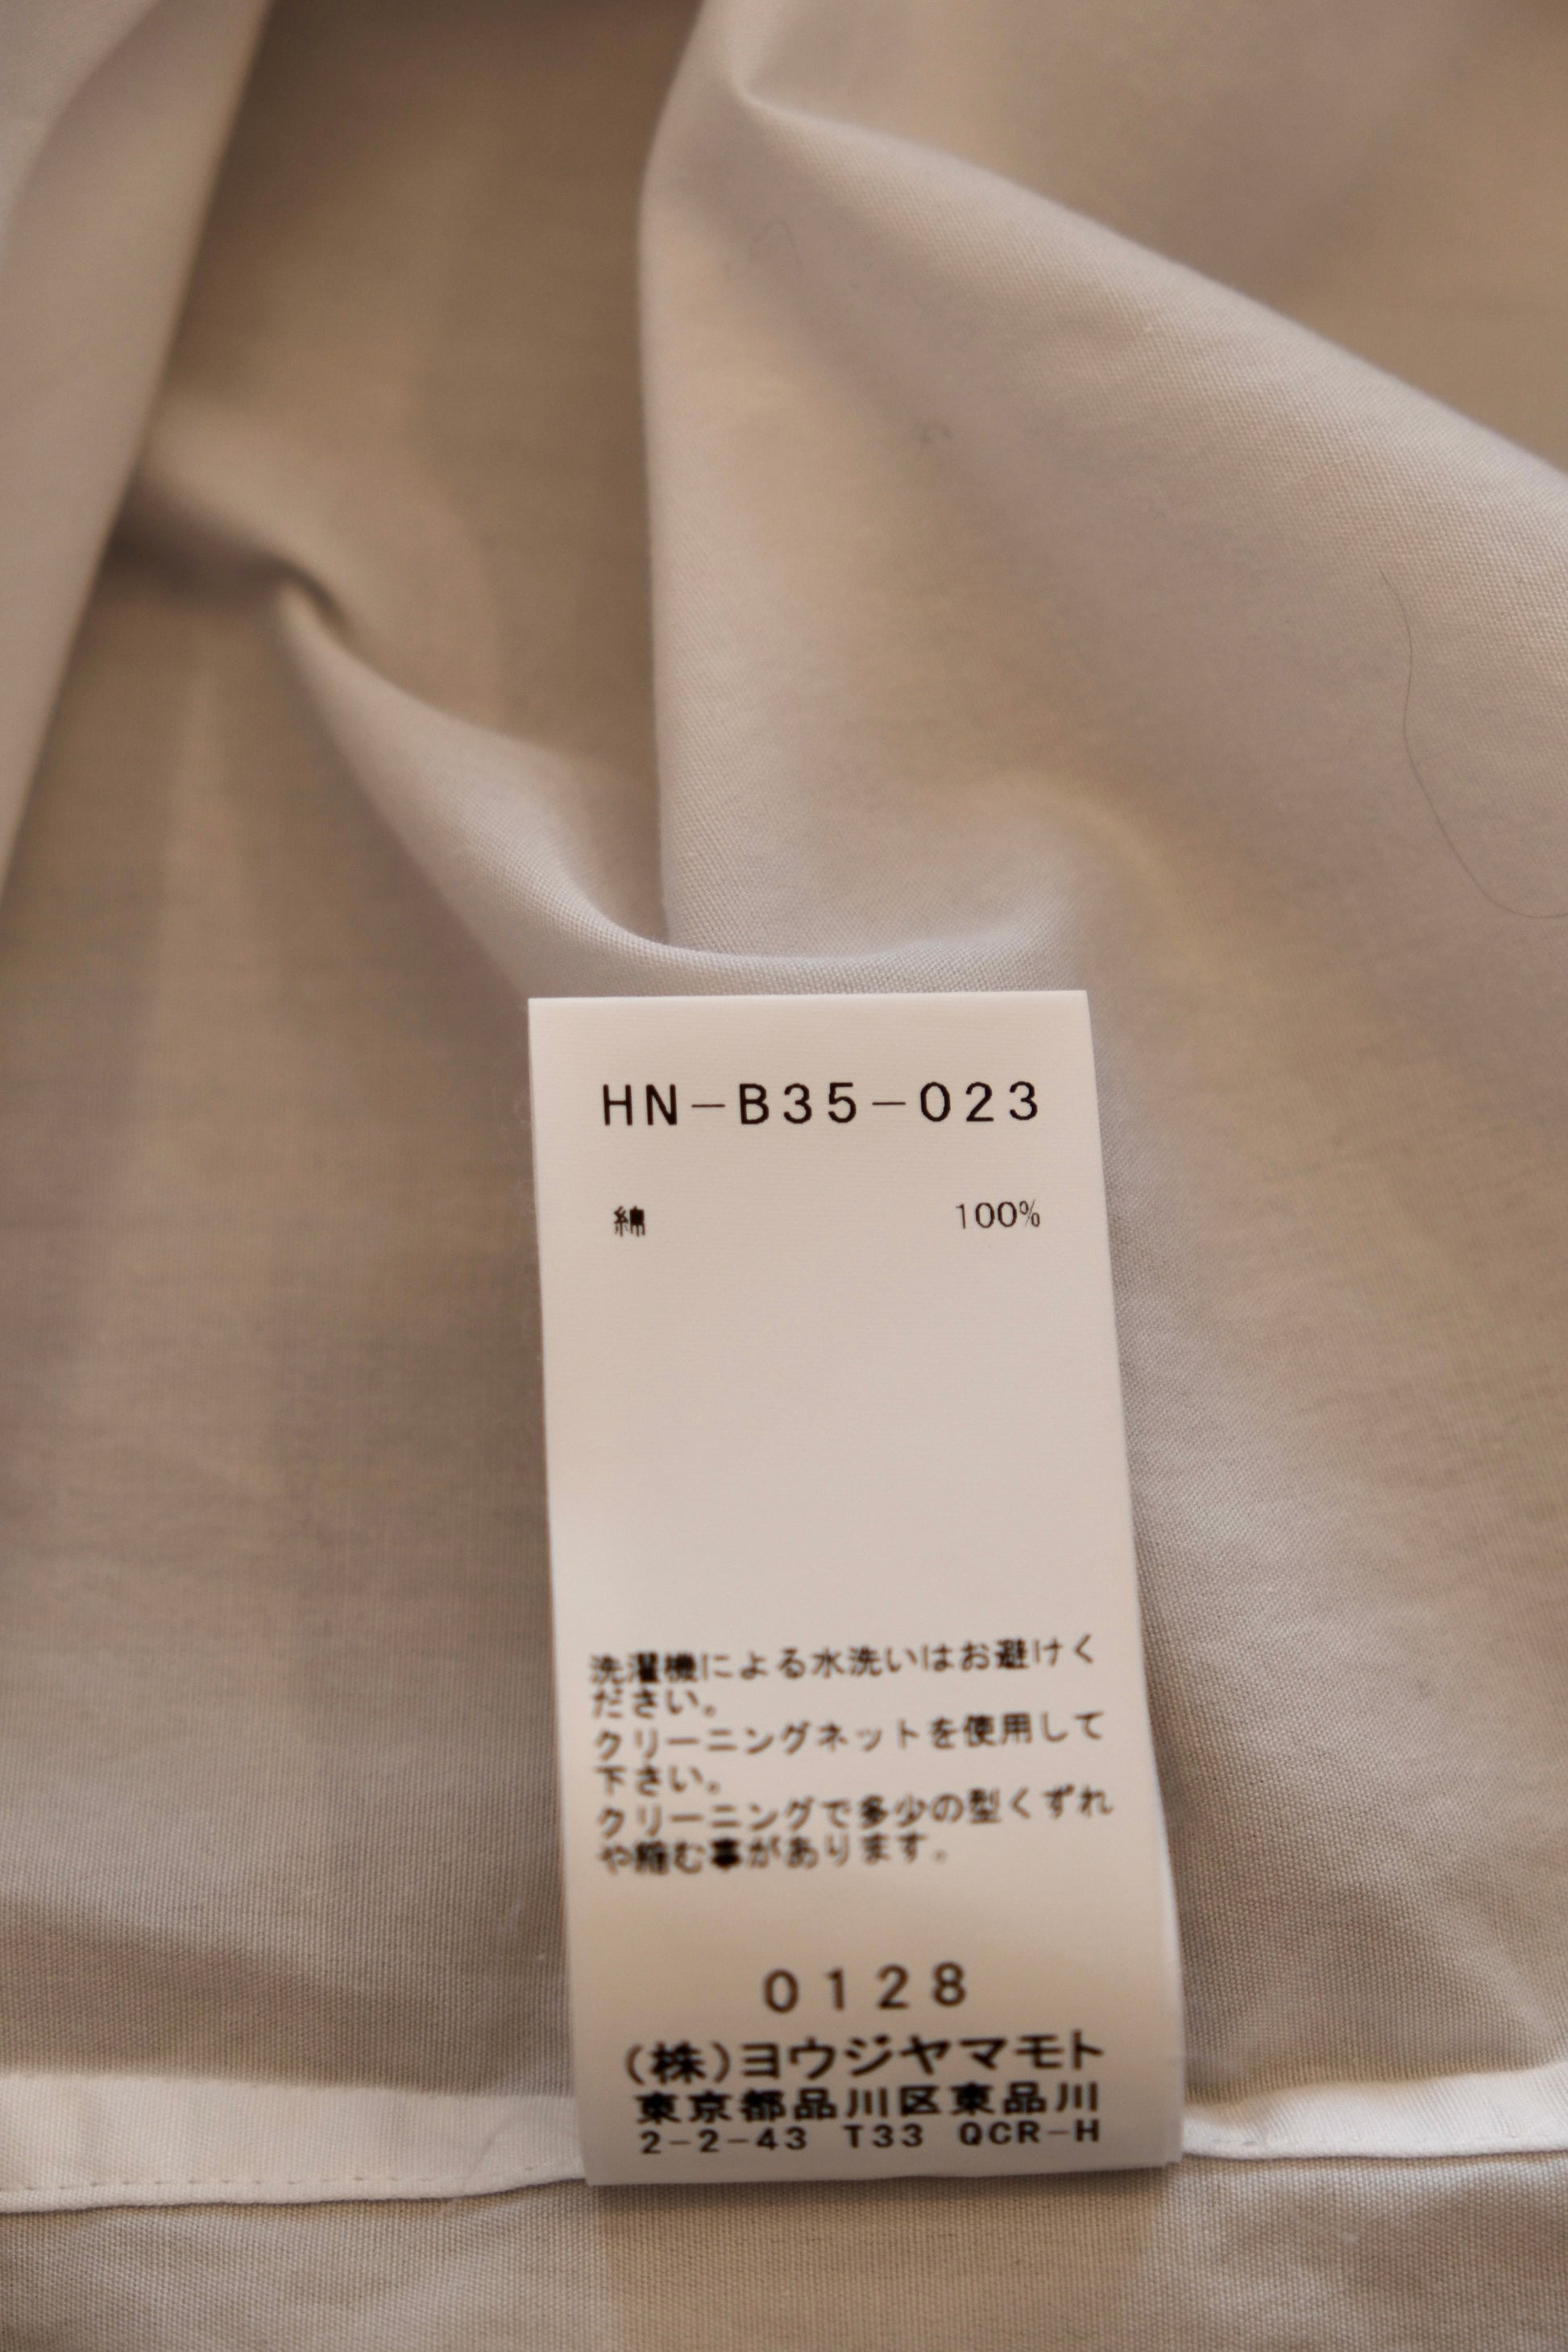 HN-B35-023
綿 100%
洗濯機による水洗いはお避けく
ださい。
クリーニングネットを使用して
下さい。
クリーニングで多少の型くずれ
や縮む事があります。
0128
(株)ヨウジヤマモト
東京都品川区東品川
2-2-43 T33 QCR-H